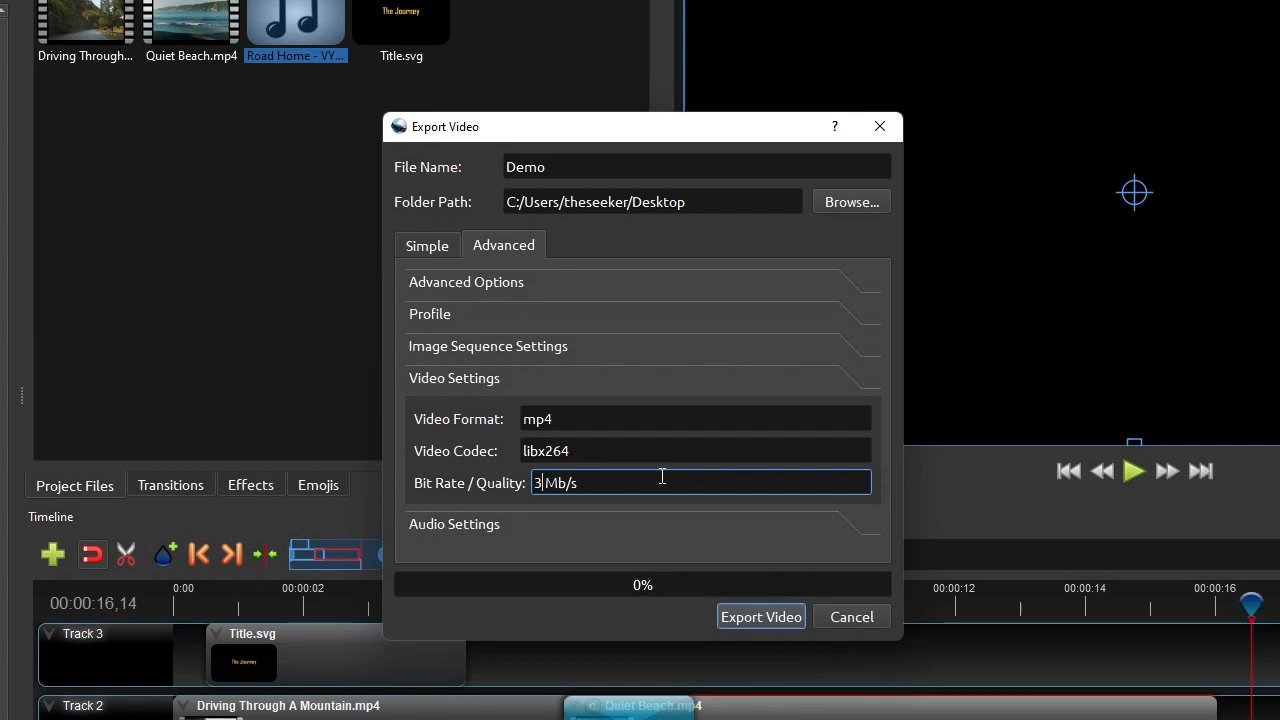 The Journey
Driving Through...
Quiet Beach.mp4
Road Home - VY...
Title.svg
Export Video
?
File Name:
Demo
Folder Path:
C:/Users/theseeker/Desktop
Browse...
Simple
Advanced
Advanced Options
Profile
Image Sequence Settings
Video Settings
Video Format:
mp4
Video Codec:
libx264
Bit Rate / Quality:
3 Mb/s
Audio Settings
0%
Export Video
Cancel
Project Files
Transitions
Effects
Emojis
Timeline
00:00:16,14
0:00
00:00:02
00:00:12
00:00:14
00:00:16
Track 3
Title.svg
The Journey
Track 2
Driving Through A Mountain.mp4
Quiet Beach.mp4